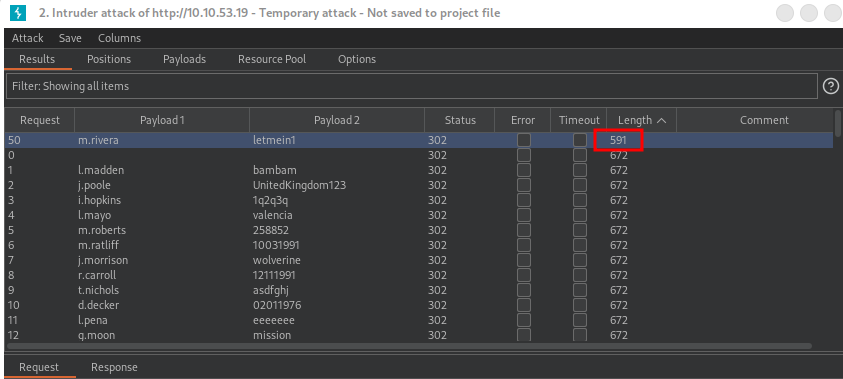 2. Intruder attack of http://10.10.53.19 - Temporary attack - Not saved to project file
Attack Save Columns
Results Positions Payloads Resource Pool Options
Filter: Showing all items
Request Payload 1 Payload 2 Status Error Timeout Length Comment
50 m.rivera letmein1 302 591
0 302 672
1 l.madden bambam 302 672
2 j.poole UnitedKingdom123 302 672
3 i.hopkins 1q2q3q 302 672
4 l.mayo valencia 302 672
5 m.roberts 258852 302 672
6 m.ratliff 10031991 302 672
7 j.morrison wolverine 302 672
8 r.carroll 12111991 302 672
9 t.nichols asdfghj 302 672
10 d.decker 02011976 302 672
11 l.pena eeeeeee 302 672
12 q.moon mission 302 672
Request Response